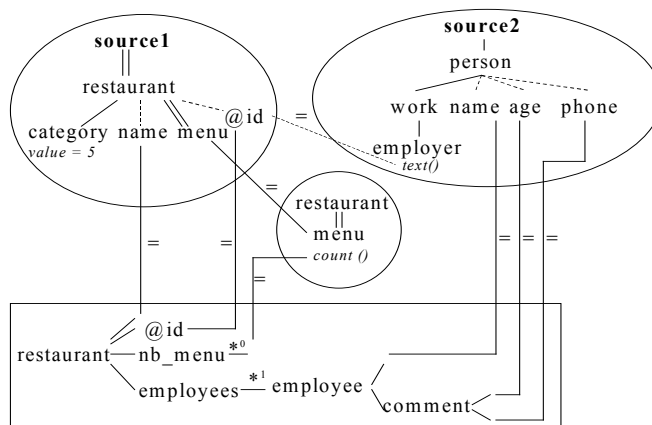 source1
restaurant
category name menu @id
value = 5
=
source2
person
work name age phone
employer
text()
=
restaurant
menu
count ()
= = = = = =
@id
restaurant nb_menu *0
employees *1 employee
comment